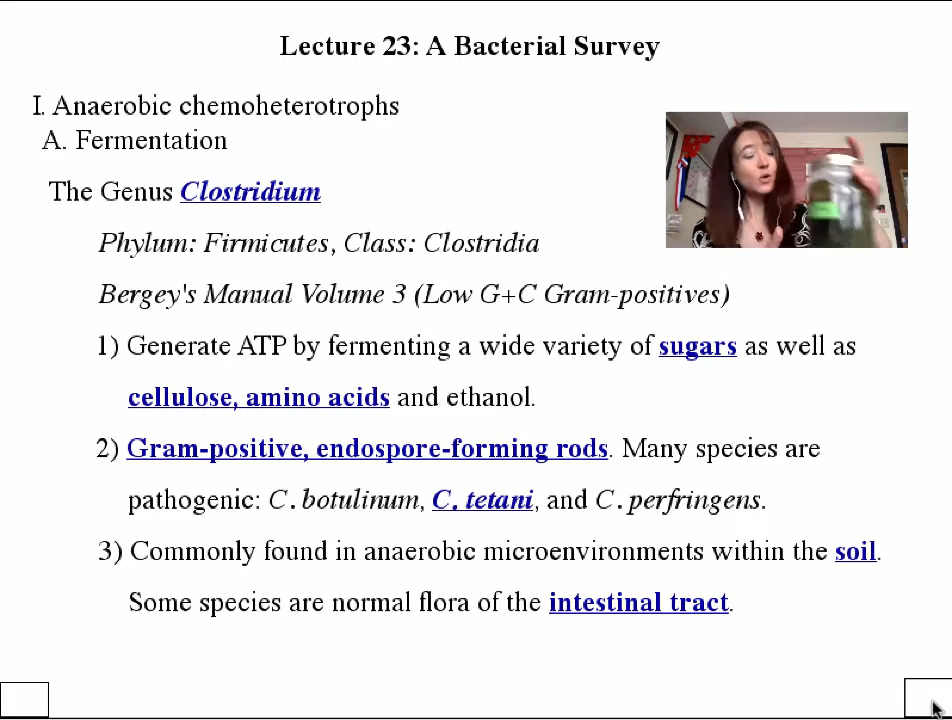 Lecture 23: A Bacterial Survey
I. Anaerobic chemoheterotrophs
A. Fermentation
The Genus Clostridium
Phylum: Firmicutes, Class: Clostridia
Bergey's Manual Volume 3 (Low G+C Gram-positives)
1) Generate ATP by fermenting a wide variety of sugars as well as
cellulose, amino acids and ethanol.
2) Gram-positive, endospore-forming rods. Many species are
pathogenic: C. botulinum, C. tetani, and C. perfringens.
3) Commonly found in anaerobic microenvironments within the soil.
Some species are normal flora of the intestinal tract.